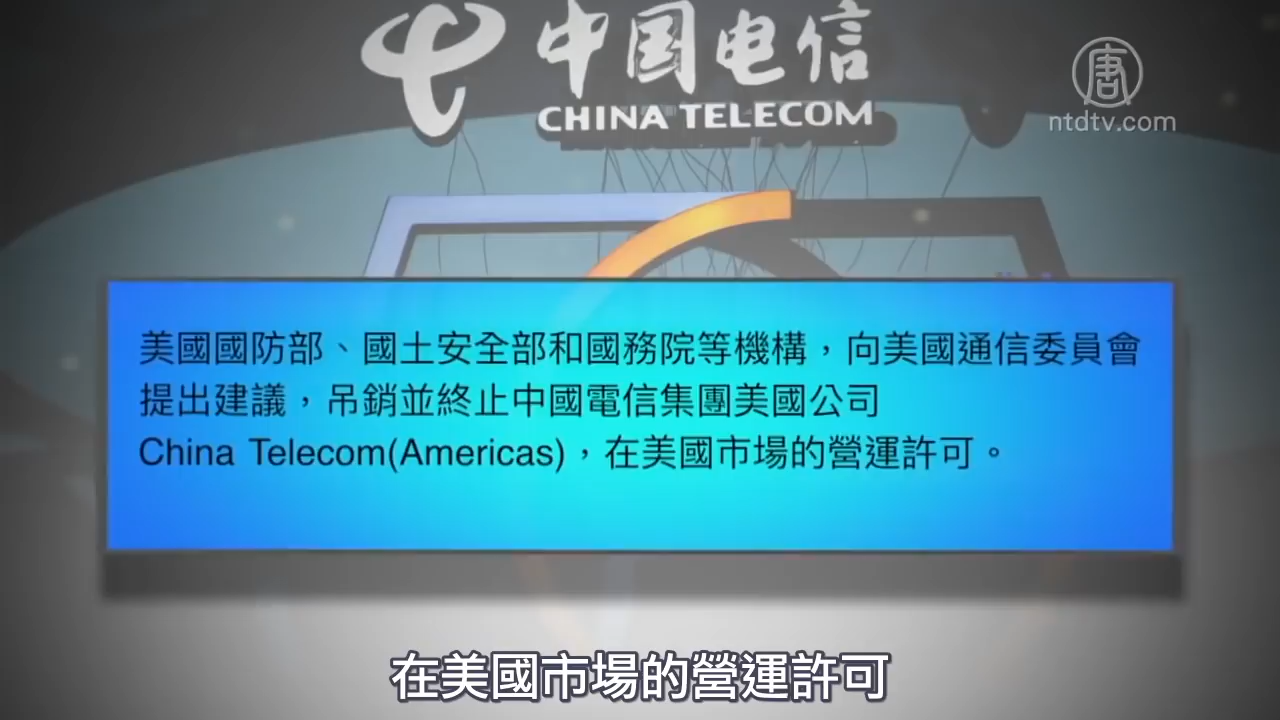 中国电信
CHINA TELECOM
唐
ntdtv.com
美國國防部、國土安全部和國務院等機構，向美國通信委員會
提出建議，吊銷並終止中國電信集團美國公司
China Telecom(Americas)，在美國市場的營運許可。
在美國市場的營運許可